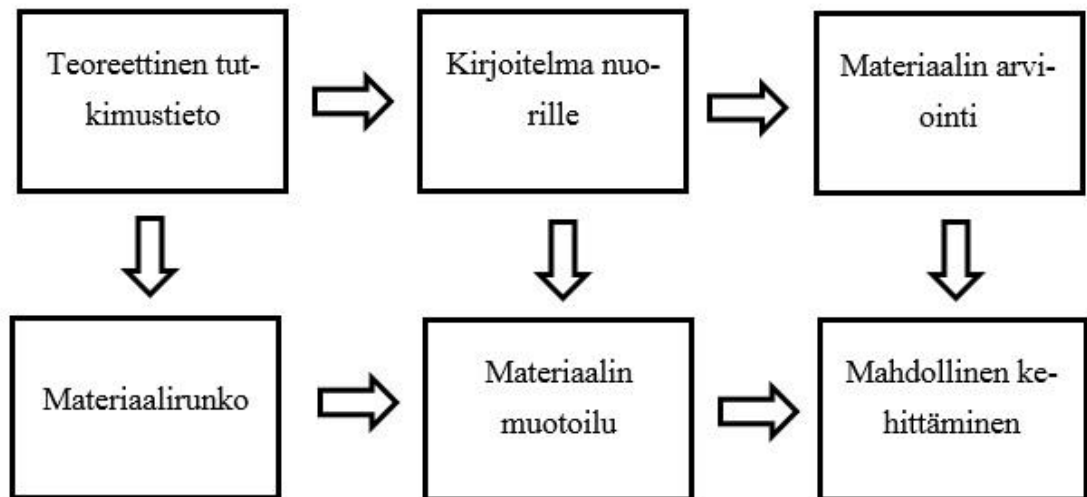 Teoreettinen tut-
kimustieto
Kirjoitelma nuo-
rille
Materiaalin arvi-
ointi
Materiaalirunko
Materiaalin
muotoilu
Mahdollinen ke-
hittäminen